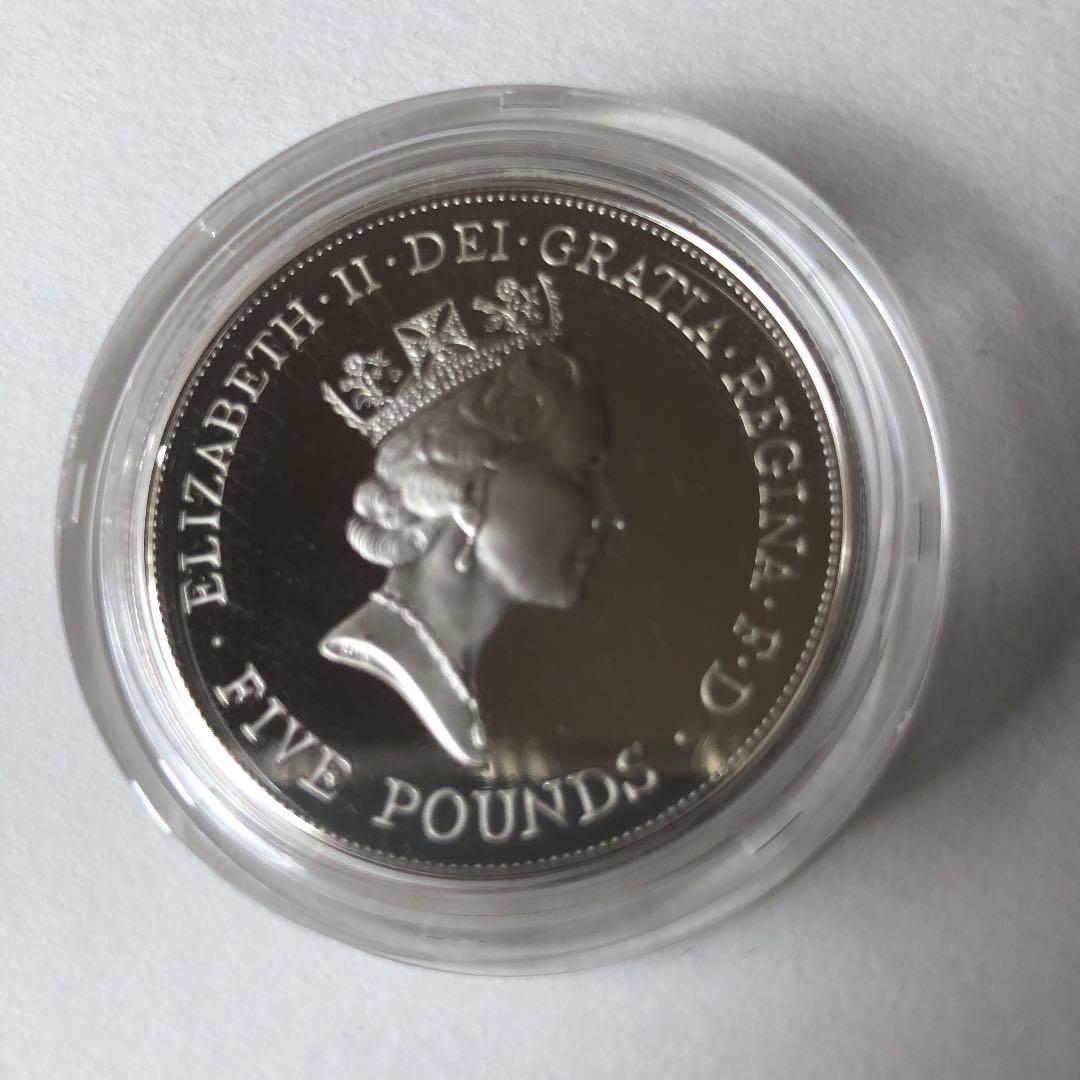 · ELIZABETH · II · DEI · GRATIA · REGINA · F · D ·
FIVE POUNDS